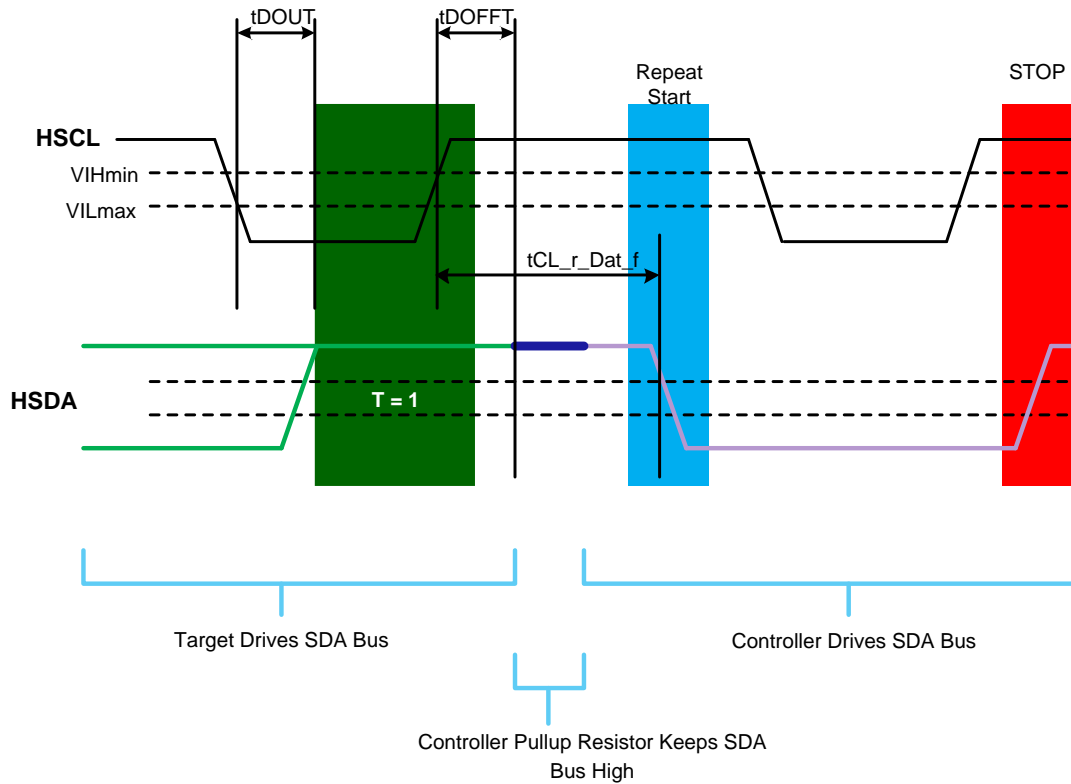 tDOUT
tDOFFT
Repeat
Start
STOP
HSCL
VIHmin
VILmax
tCL_r_Dat_f
HSDA
T = 1
Target Drives SDA Bus
Controller Drives SDA Bus
Controller Pullup Resistor Keeps SDA
Bus High